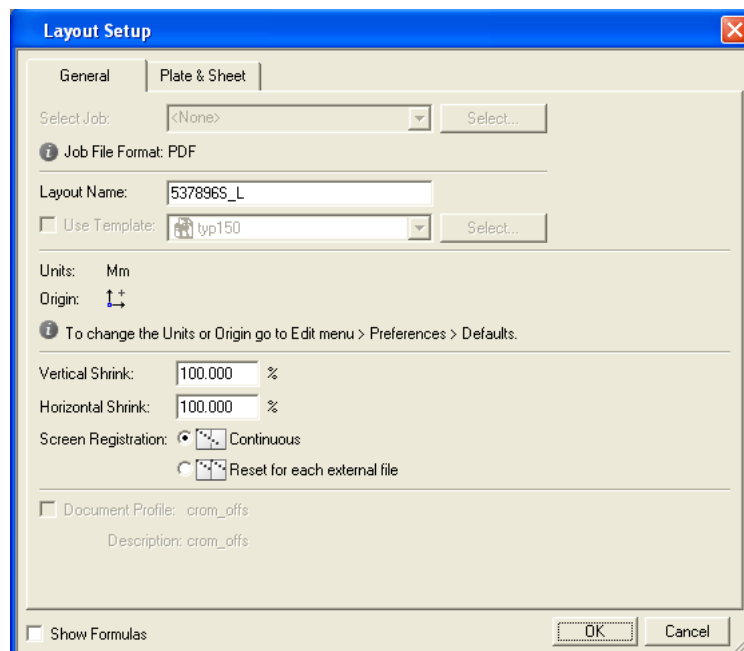 Layout Setup
General Plate & Sheet
Select Job: <None> Select...
Job File Format: PDF
Layout Name: 537896S_L
Use Template: typ150 Select...
Units: Mm
Origin:
To change the Units or Origin go to Edit menu > Preferences > Defaults.
Vertical Shrink: 100.000 %
Horizontal Shrink: 100.000 %
Screen Registration: Continuous
Reset for each external file
Document Profile: crom_offs
Description: crom_offs
Show Formulas OK Cancel